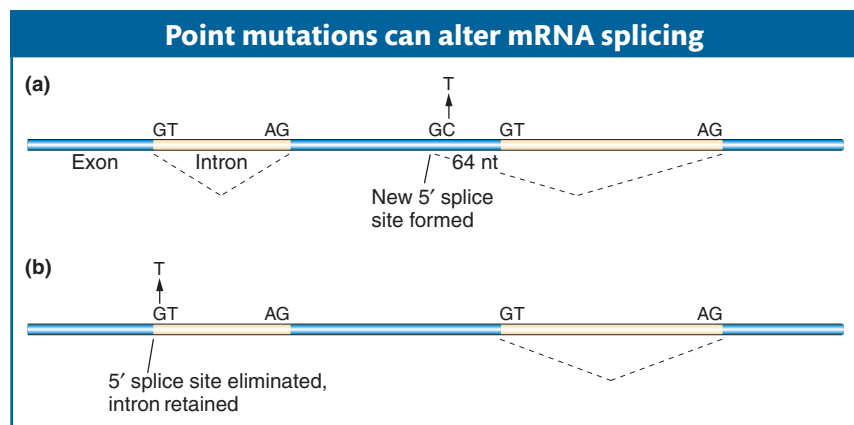 Point mutations can alter mRNA splicing
(a)
T
GT AG GC GT AG
Exon Intron 64 nt
New 5′ splice
site formed
(b)
T
GT AG GT AG
5′ splice site eliminated,
intron retained